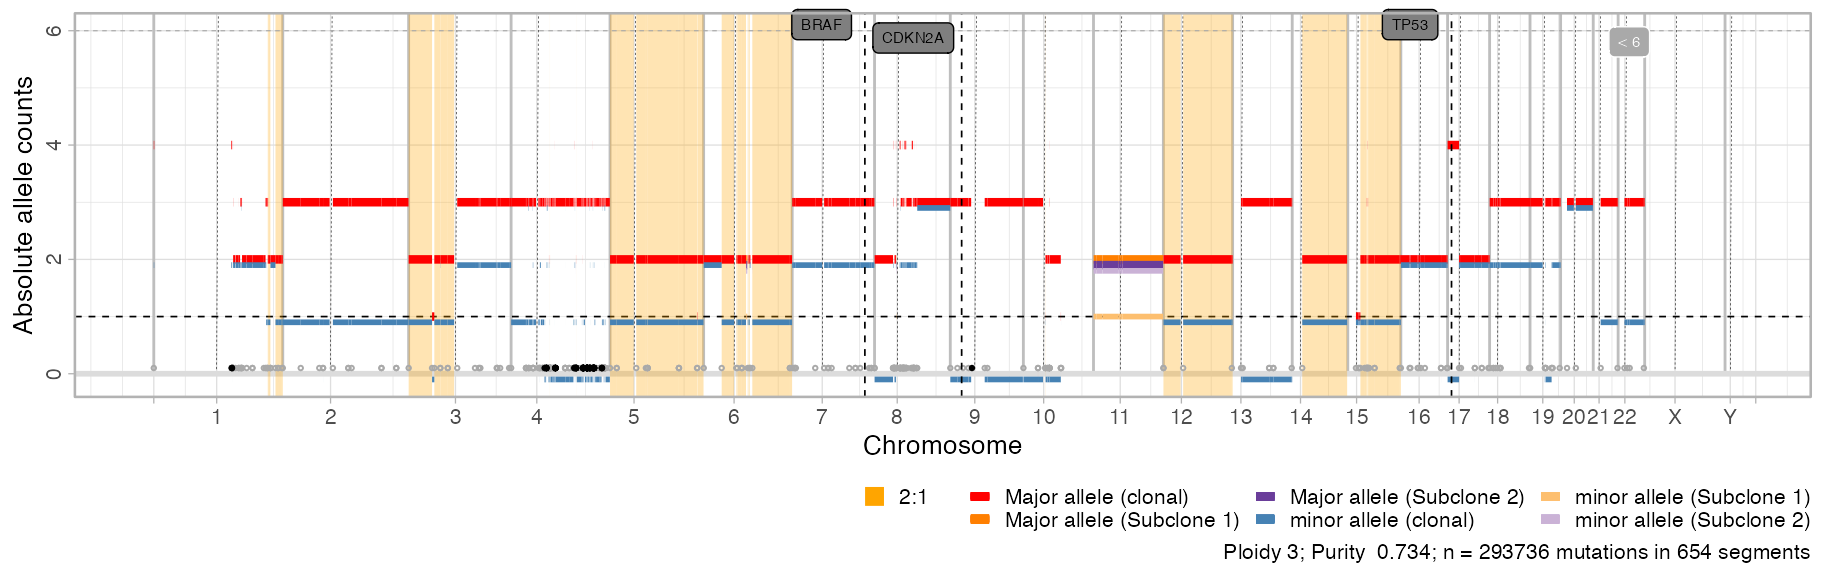 BRAF
CDKN2A
TP53
< 6
Absolute allele counts
6
4
2
0
1 2 3 4 5 6 7 8 9 10 11 12 13 14 15 16 17 18 19 20 21 22 X Y
Chromosome
2:1
Major allele (clonal)
Major allele (Subclone 1)
Major allele (Subclone 2)
minor allele (clonal)
minor allele (Subclone 1)
minor allele (Subclone 2)
Ploidy 3; Purity 0.734; n = 293736 mutations in 654 segments